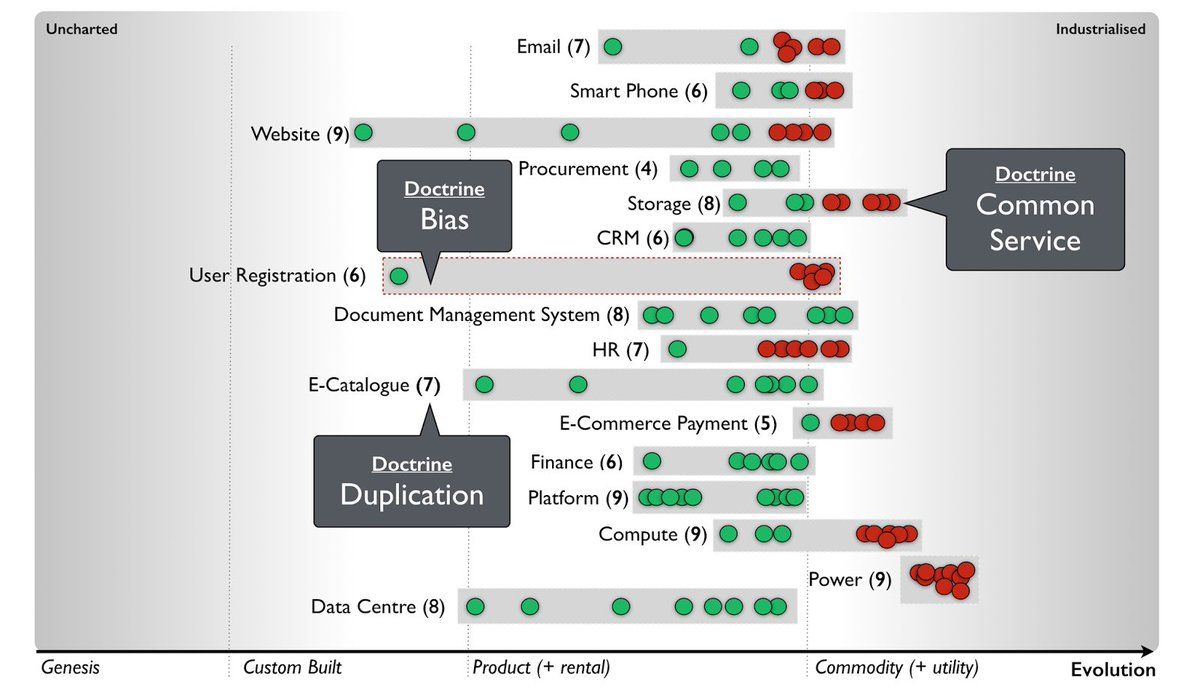 Uncharted
Industrialised
Email (7)
Smart Phone (6)
Website (9)
Procurement (4)
Doctrine
Bias
Storage (8)
Doctrine
Common
Service
CRM (6)
User Registration (6)
Document Management System (8)
HR (7)
E-Catalogue (7)
E-Commerce Payment (5)
Doctrine
Duplication
Finance (6)
Platform (9)
Compute (9)
Power (9)
Data Centre (8)
Genesis
Custom Built
Product (+ rental)
Commodity (+ utility)
Evolution